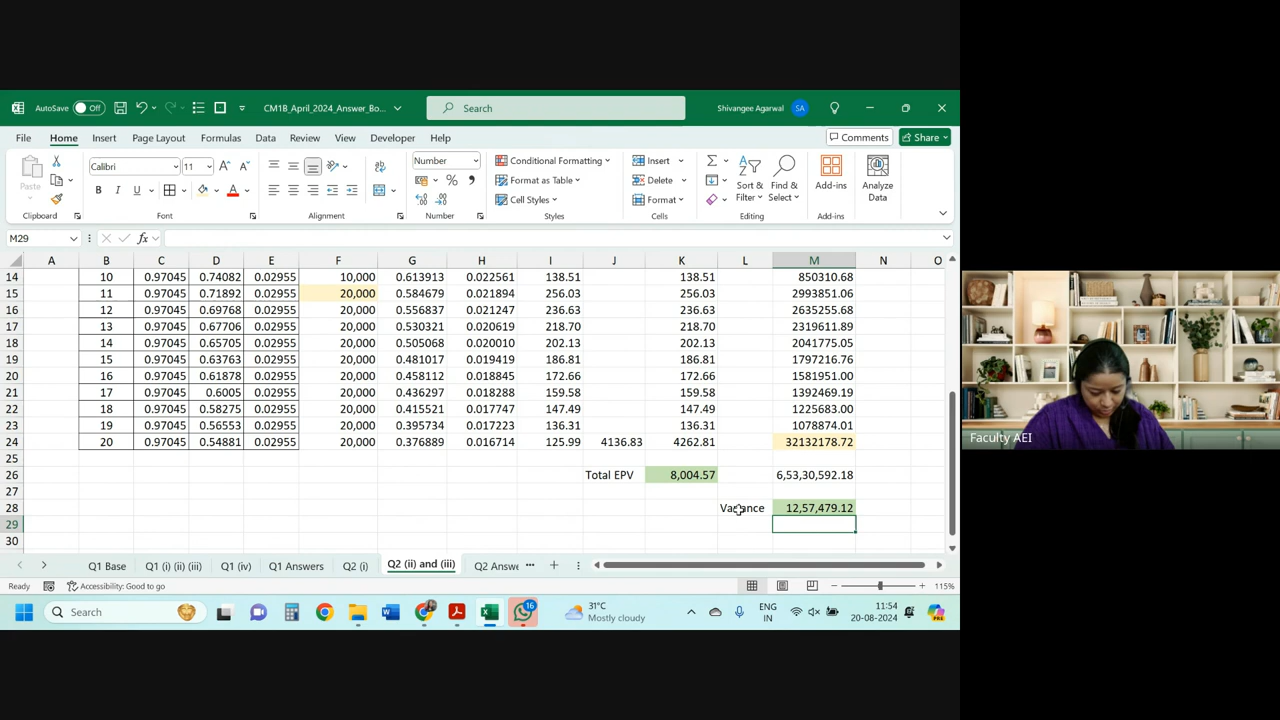 AutoSave Off CM1B_April_2024_Answer_Bo... Search Shivangee Agarwal SA
File Home Insert Page Layout Formulas Data Review View Developer Help Comments Share
Paste Calibri 11 A A ab Number Conditional Formatting Insert Sort & Filter Find & Select Add-ins Analyze Data
B I U A % Format as Table Delete
Cell Styles Format
Clipboard Font Alignment Number Styles Cells Editing Add-ins
M29 fx
A B C D E F G H I J K L M N O
14 10 0.97045 0.74082 0.02955 10,000 0.613913 0.022561 138.51 138.51 850310.68
15 11 0.97045 0.71892 0.02955 20,000 0.584679 0.021894 256.03 256.03 2993851.06
16 12 0.97045 0.69768 0.02955 20,000 0.556837 0.021247 236.63 236.63 2635255.68
17 13 0.97045 0.67706 0.02955 20,000 0.530321 0.020619 218.70 218.70 2319611.89
18 14 0.97045 0.65705 0.02955 20,000 0.505068 0.020010 202.13 202.13 2041775.05
19 15 0.97045 0.63763 0.02955 20,000 0.481017 0.019419 186.81 186.81 1797216.76
20 16 0.97045 0.61878 0.02955 20,000 0.458112 0.018845 172.66 172.66 1581951.00
21 17 0.97045 0.6005 0.02955 20,000 0.436297 0.018288 159.58 159.58 1392469.19
22 18 0.97045 0.58275 0.02955 20,000 0.415521 0.017747 147.49 147.49 1225683.00
23 19 0.97045 0.56553 0.02955 20,000 0.395734 0.017223 136.31 136.31 1078874.01
24 20 0.97045 0.54881 0.02955 20,000 0.376889 0.016714 125.99 4136.83 4262.81 32132178.72
25
26 Total EPV 8,004.57 6,53,30,592.18
27
28 Variance 12,57,479.12
29
30
Q1 Base Q1 (i) (ii) (iii) Q1 (iv) Q1 Answers Q2 (i) Q2 (ii) and (iii) Q2 Answe ...
Ready Accessibility: Good to go 115%
Search 16 31°C Mostly cloudy ENG IN 11:54 20-08-2024
Faculty AEI